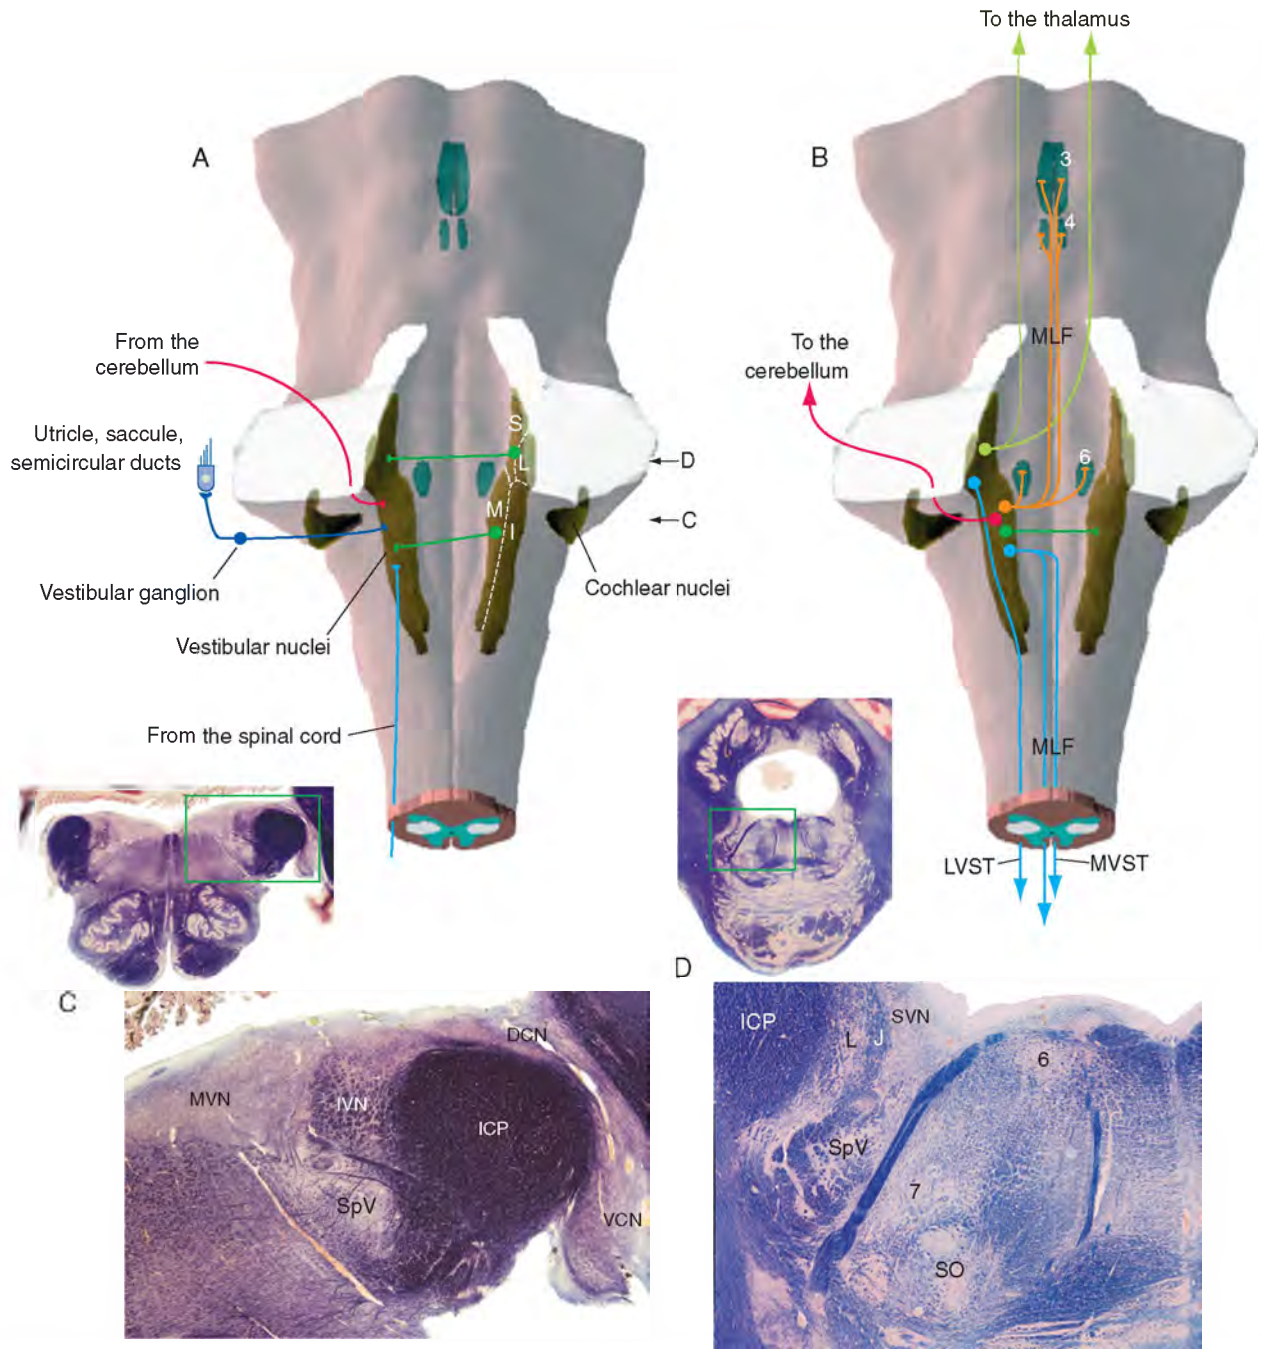 To the thalamus
A
B
3
4
From the
cerebellum
MLF
To the
cerebellum
Utricle, saccule,
semicircular ducts
S
L
D
6
M
I
C
Vestibular ganglion
Cochlear nuclei
Vestibular nuclei
From the spinal cord
MLF
LVST
MVST
C
D
DCN
MVN
IVN
ICP
SpV
VCN
ICP
L
J
SVN
6
SpV
7
SO